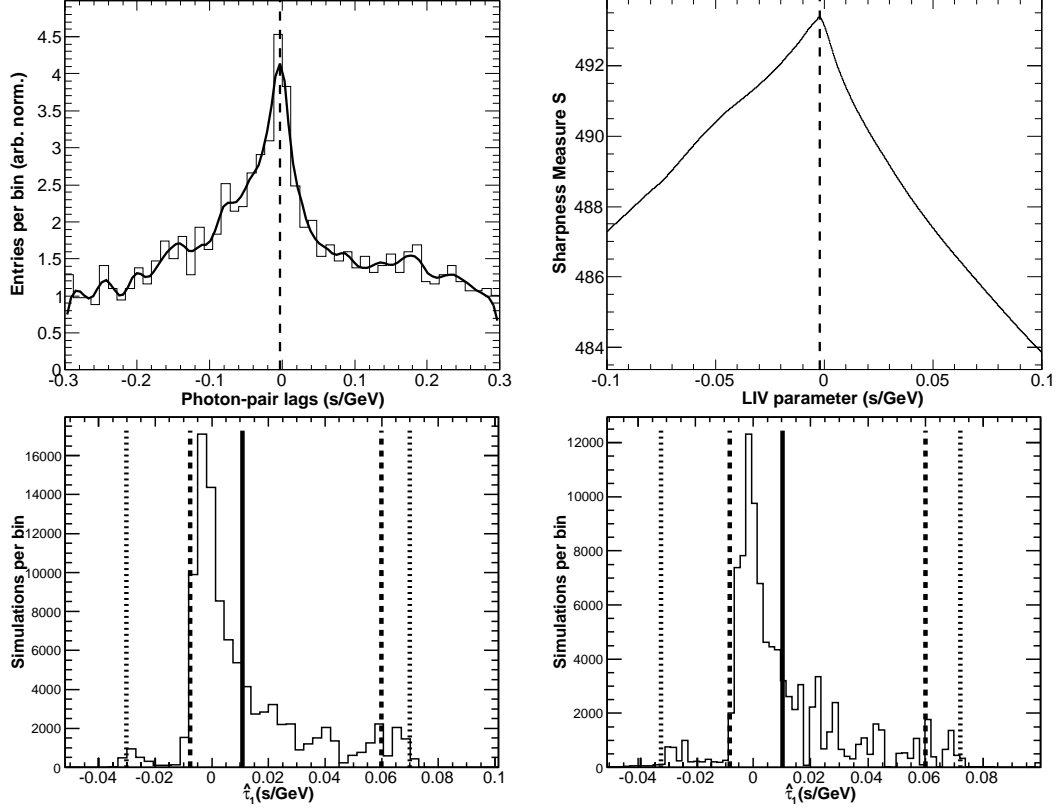 Entries per bin (arb. norm.)
4.5
4
3.5
3
2.5
2
1.5
1
0.5
0
-0.3 -0.2 -0.1 0 0.1 0.2 0.3
Photon-pair lags (s/GeV)
Sharpness Measure S
492
490
488
486
484
-0.1 -0.05 0 0.05 0.1
LIV parameter (s/GeV)
Simulations per bin
16000
14000
12000
10000
8000
6000
4000
2000
0
-0.04 -0.02 0 0.02 0.04 0.06 0.08 0.1
τ̂₁(s/GeV)
Simulations per bin
12000
10000
8000
6000
4000
2000
0
-0.04 -0.02 0 0.02 0.04 0.06 0.08
τ̂₁(s/GeV)